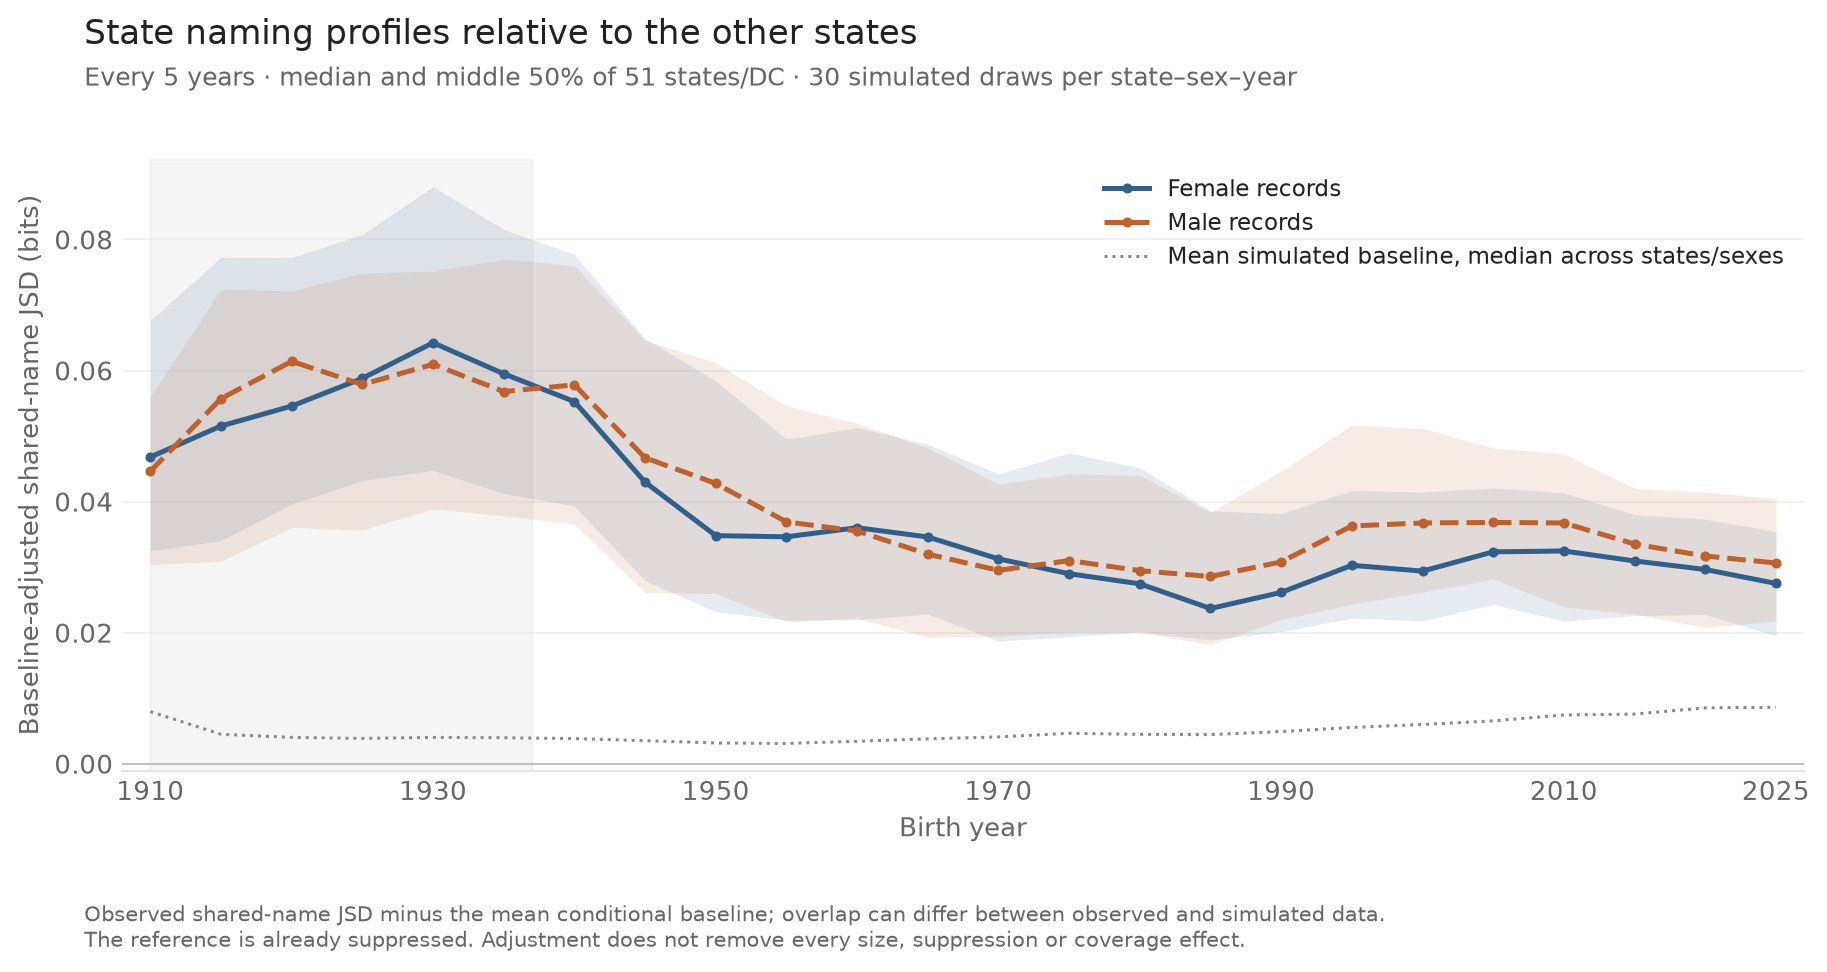 State naming profiles relative to the other states
Every 5 years · median and middle 50% of 51 states/DC · 30 simulated draws per state–sex–year
Female records
Male records
Mean simulated baseline, median across states/sexes
Baseline-adjusted shared-name JSD (bits)
0.08
0.06
0.04
0.02
0.00
1910 1930 1950 1970 1990 2010 2025
Birth year
Observed shared-name JSD minus the mean conditional baseline; overlap can differ between observed and simulated data.
The reference is already suppressed. Adjustment does not remove every size, suppression or coverage effect.